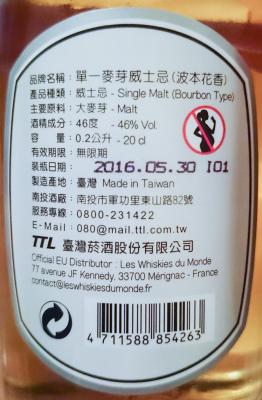 品牌名稱：單一麥芽威士忌(波本花香)
產品種類：威士忌 - Single Malt (Bourbon Type)
主要原料：大麥芽 - Malt
酒精成分：46度 - 46% Vol.
容 量：0.2公升 - 20 cl
有效期限：無限期
裝瓶日期：2016.05.30 I01
製造產地：臺灣 Made in Taiwan
南投酒廠：南投市軍功里東山路82號
服務專線：0800-231422
E-Mail：080@mail.ttl.com.tw
TTL 臺灣菸酒股份有限公司
Official EU Distributor : Les Whiskies du Monde
77 avenue JF Kennedy, 33700 Mérignac - France
contact@leswhiskiesdumonde.fr
4 711588 854263